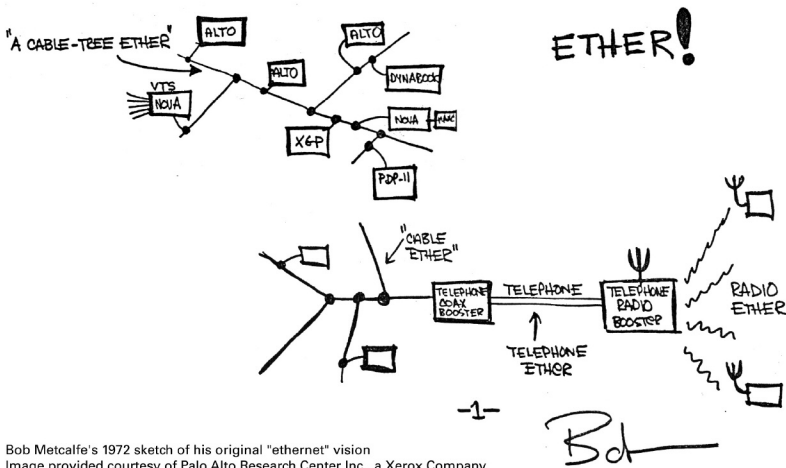 "A CABLE-TREE ETHER"
ALTO
ALTO
ETHER!
ALTO
DYNABOOK
VTS
NOVA
XGP
NOVA
PDP-11
"CABLE
ETHER"
TELEPHONE
COAX
BOOSTER
TELEPHONE
TELEPHONE
RADIO
BOOSTER
RADIO
ETHER
TELEPHONE
ETHER
-1-
Bob Metcalfe's 1972 sketch of his original "ethernet" vision
Image provided courtesy of Palo Alto Research Center Inc., a Xerox Company